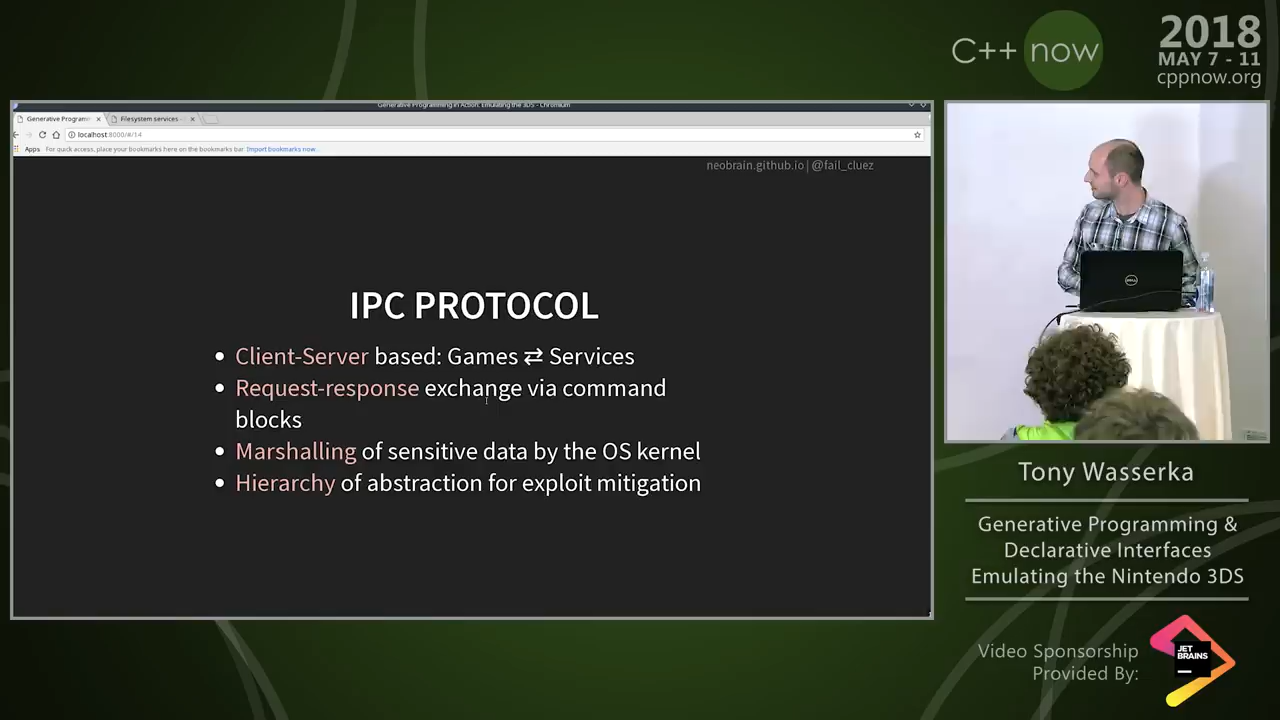 C++ now
2018
MAY 7 - 11
cppnow.org
Generative Programming in Action: Emulating the 3DS - Chromium
Generative Programm
Filesystem services -
localhost:8000/#/14
Apps For quick access, place your bookmarks here on the bookmarks bar. Import bookmarks now...
neobrain.github.io | @fail_cluez
IPC PROTOCOL
• Client-Server based: Games ⇄ Services
• Request-response exchange via command
blocks
• Marshalling of sensitive data by the OS kernel
• Hierarchy of abstraction for exploit mitigation
DELL
Tony Wasserka
Generative Programming &
Declarative Interfaces
Emulating the Nintendo 3DS
Video Sponsorship
Provided By:
JET
BRAINS